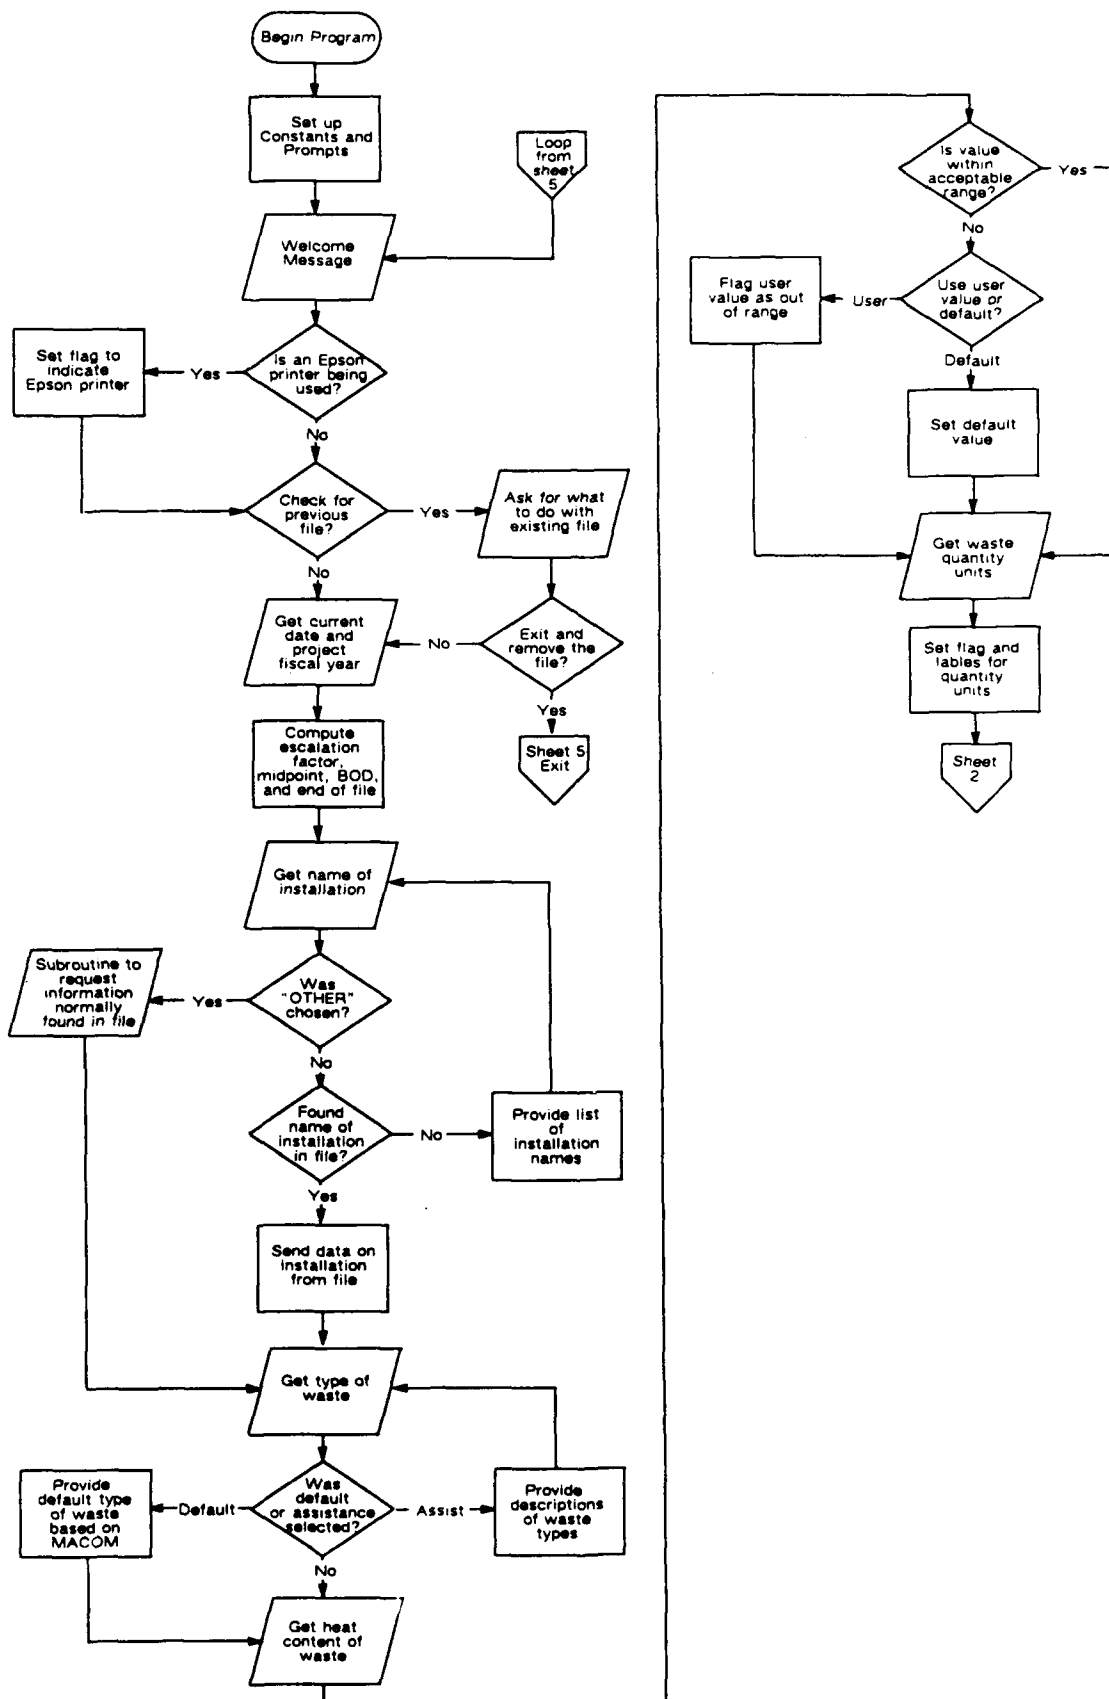 Begin Program
Set up
Constants and
Prompts
Loop
from
sheet
5
Welcome
Message
Is an Epson
printer being
used?
Yes
Set flag to
indicate
Epson printer
No
Check for
previous
file?
Yes
Ask for what
to do with
existing file
No
Get current
date and
project
fiscal year
No
Exit and
remove the
file?
Yes
Sheet 5
Exit
Compute
escalation
factor,
midpoint, BOD,
and end of file
Get name of
installation
Subroutine to
request
information
normally
found in file
Yes
Was
"OTHER"
chosen?
No
Found
name of
installation
in file?
No
Provide list
of
installation
names
Yes
Send data on
installation
from file
Get type of
waste
Provide
default type
of waste
based on
MACOM
Default
Was
default
or assistance
selected?
Assist
Provide
descriptions
of waste
types
No
Get heat
content of
waste
Is value
within
acceptable
range?
Yes
No
Flag user
value as out
of range
User
Use user
value or
default?
Default
Set default
value
Get waste
quantity
units
Set flag and
lables for
quantity
units
Sheet
2